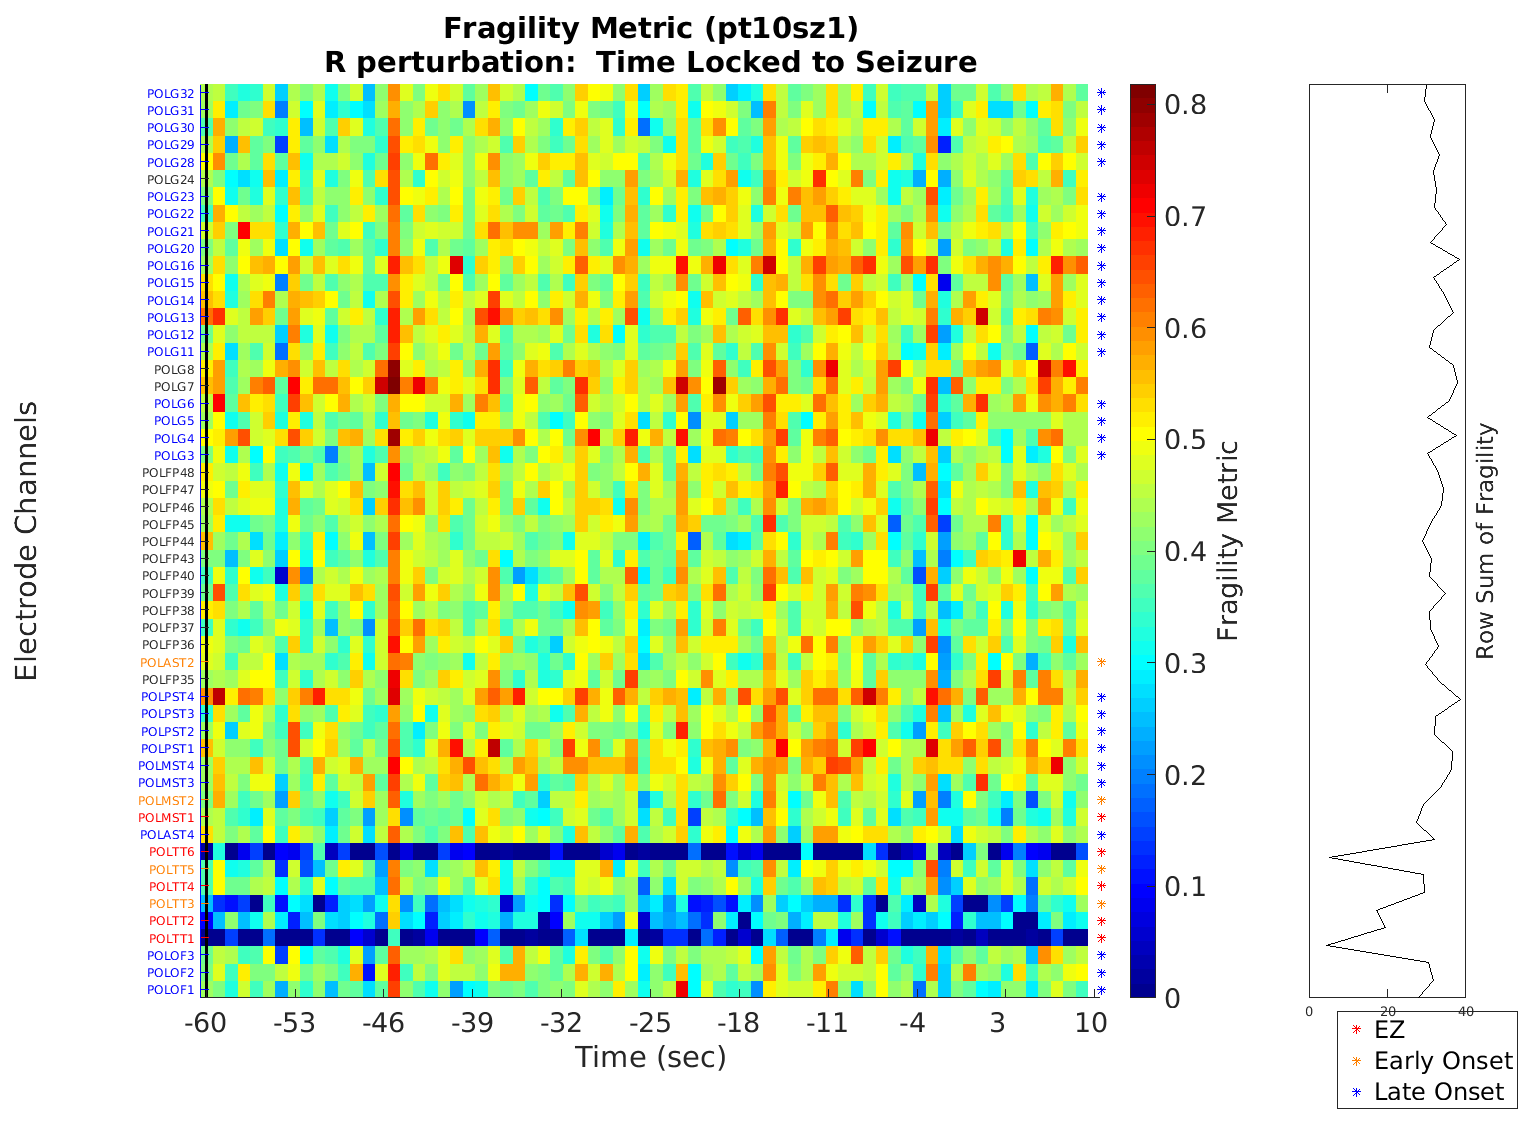 Fragility Metric (pt10sz1)
R perturbation:  Time Locked to Seizure
Electrode Channels
POLG32
POLG31
POLG30
POLG29
POLG28
POLG24
POLG23
POLG22
POLG21
POLG20
POLG16
POLG15
POLG14
POLG13
POLG12
POLG11
POLG8
POLG7
POLG6
POLG5
POLG4
POLG3
POLFP48
POLFP47
POLFP46
POLFP45
POLFP44
POLFP43
POLFP40
POLFP39
POLFP38
POLFP37
POLFP36
POLAST2
POLFP35
POLPST4
POLPST3
POLPST2
POLPST1
POLMST4
POLMST3
POLMST2
POLMST1
POLAST4
POLTT6
POLTT5
POLTT4
POLTT3
POLTT2
POLTT1
POLOF3
POLOF2
POLOF1
-60 -53 -46 -39 -32 -25 -18 -11 -4 3 10
Time (sec)
0.8
0.7
0.6
0.5
0.4
0.3
0.2
0.1
0
Fragility Metric
0 20 40
Row Sum of Fragility
EZ
Early Onset
Late Onset